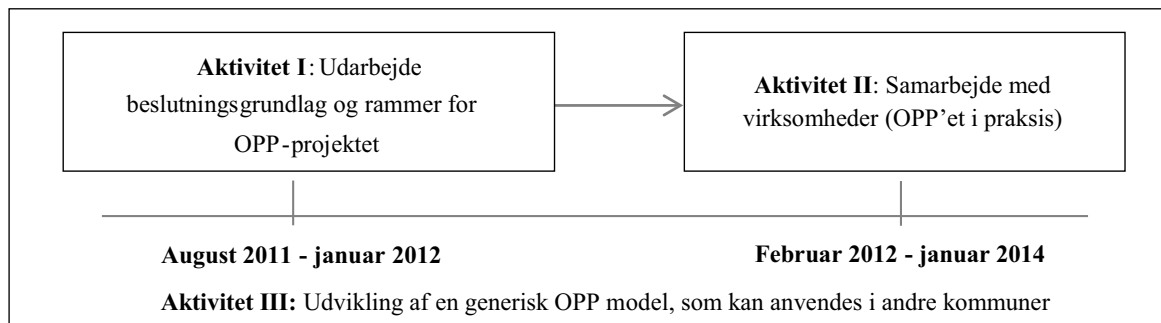 Aktivitet I: Udarbejde
beslutningsgrundlag og rammer for
OPP-projektet
Aktivitet II: Samarbejde med
virksomheder (OPP’et i praksis)
August 2011 - januar 2012
Februar 2012 - januar 2014
Aktivitet III: Udvikling af en generisk OPP model, som kan anvendes i andre kommuner